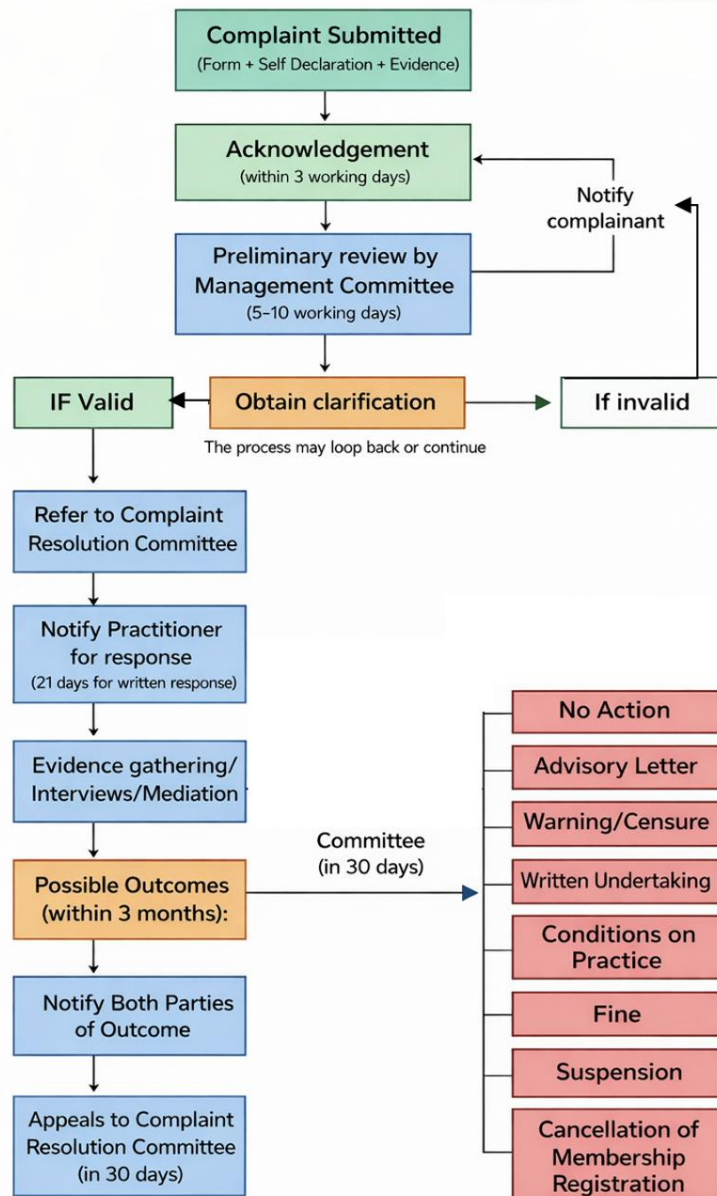 Complaint Submitted
(Form + Self Declaration + Evidence)
Acknowledgement
(within 3 working days)
Notify
complainant
Preliminary review by
Management Committee
(5–10 working days)
IF Valid
Obtain clarification
If invalid
The process may loop back or continue
Refer to Complaint
Resolution Committee
Notify Practitioner
for response
(21 days for written response)
Evidence gathering/
Interviews/Mediation
Possible Outcomes
(within 3 months):
Committee
(in 30 days)
No Action
Advisory Letter
Warning/Censure
Written Undertaking
Conditions on
Practice
Fine
Suspension
Cancellation of
Membership
Registration
Notify Both Parties
of Outcome
Appeals to Complaint
Resolution Committee
(in 30 days)